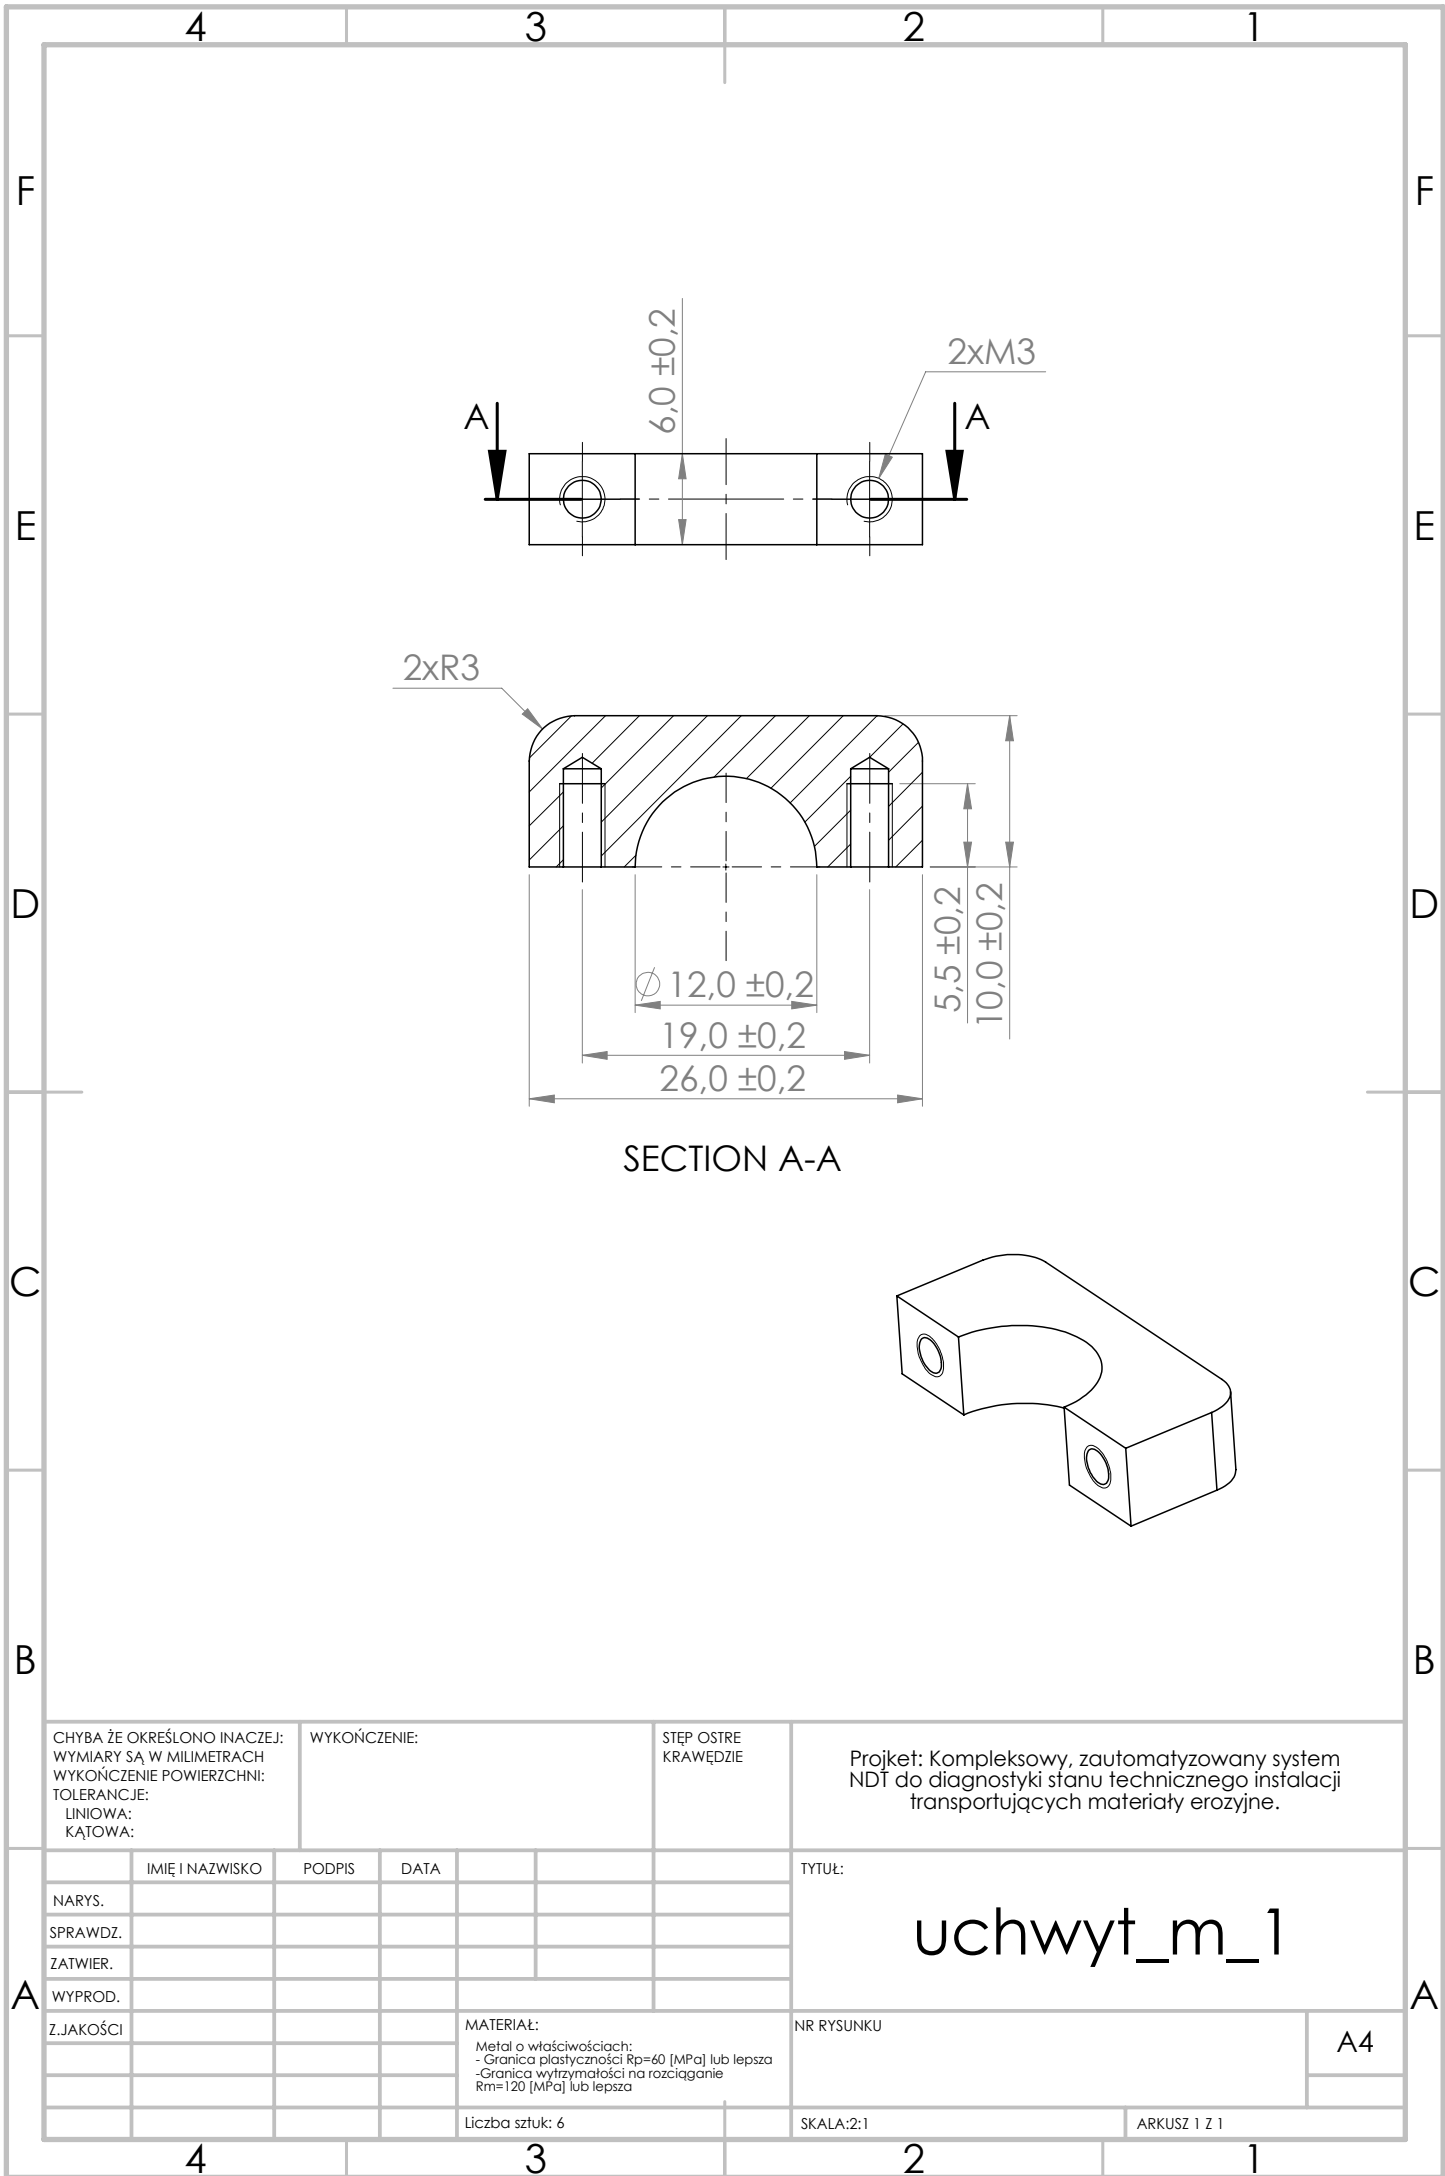 4 3 2 1
F F
6,0 ±0,2
2xM3
A A
E E
2xR3
D D
5,5 ±0,2
10,0 ±0,2
∅ 12,0 ±0,2
19,0 ±0,2
26,0 ±0,2
SECTION A-A
C C
B B
CHYBA ŻE OKREŚLONO INACZEJ:
WYMIARY SĄ W MILIMETRACH
WYKOŃCZENIE POWIERZCHNI:
TOLERANCJE:
LINIOWA:
KĄTOWA:
WYKOŃCZENIE:
STĘP OSTRE
KRAWĘDZIE
Projket: Kompleksowy, zautomatyzowany system
NDT do diagnostyki stanu technicznego instalacji
transportujących materiały erozyjne.
IMIĘ I NAZWISKO PODPIS DATA
NARYS.
SPRAWDZ.
ZATWIER.
WYPROD.
Z.JAKOŚCI
TYTUŁ:
uchwyt_m_1
A A
MATERIAŁ:
Metal o właściwościach:
- Granica plastyczności Rp=60 [MPa] lub lepsza
-Granica wytrzymałości na rozciąganie
Rm=120 [MPa] lub lepsza
NR RYSUNKU
A4
Liczba sztuk: 6
SKALA:2:1
ARKUSZ 1 Z 1
4 3 2 1